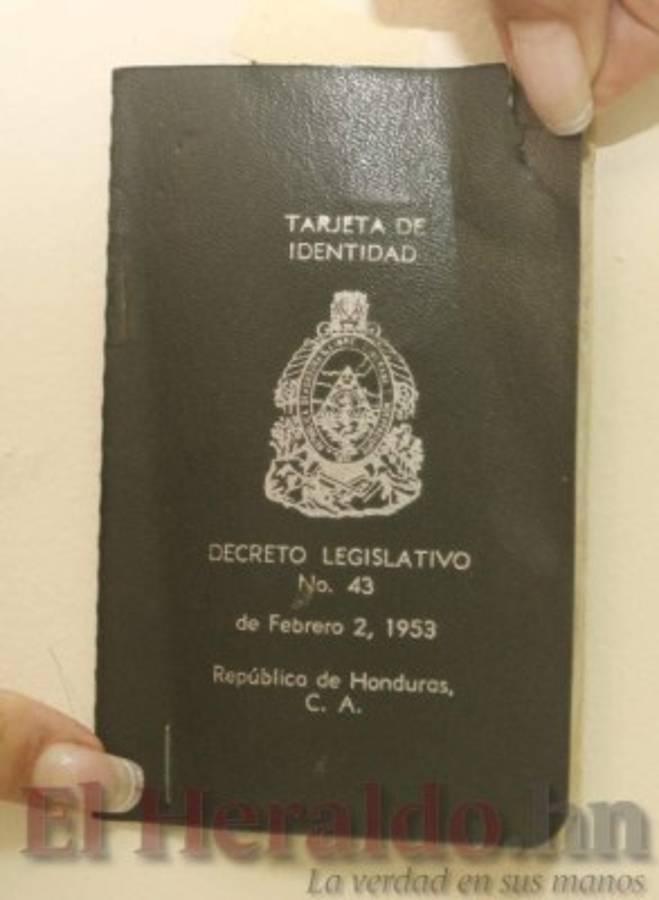 TARJETA DE
IDENTIDAD
DECRETO LEGISLATIVO
No. 43
de Febrero 2, 1953
República de Honduras,
C. A.
El Heraldo.hn
La verdad en sus manos